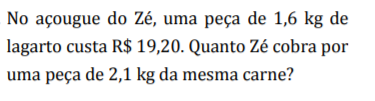 No açougue do Zé, uma peça de 1,6 kg de
lagarto custa R$ 19,20. Quanto Zé cobra por
uma peça de 2,1 kg da mesma carne?